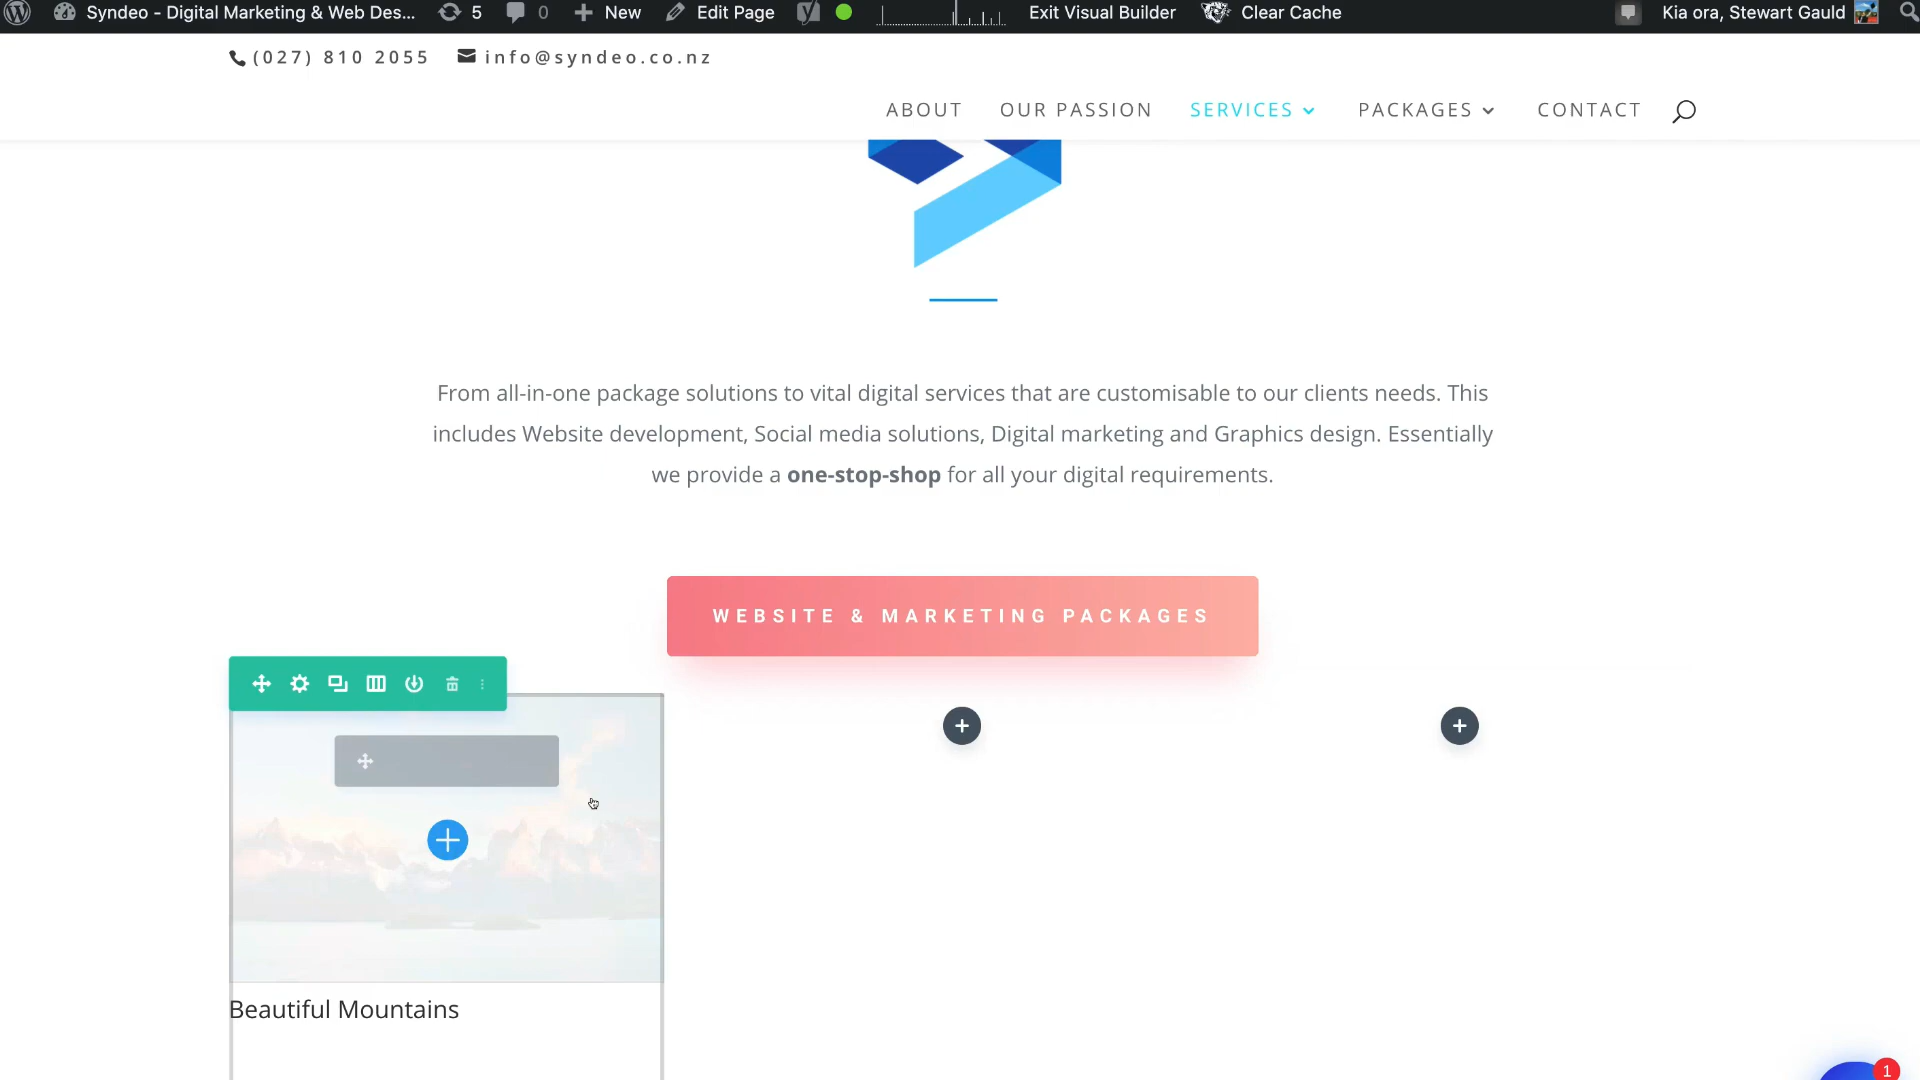 Syndeo - Digital Marketing & Web Des... 5 0 New Edit Page Exit Visual Builder Clear Cache Kia ora, Stewart Gauld
(027) 810 2055 info@syndeo.co.nz
ABOUT OUR PASSION SERVICES PACKAGES CONTACT
From all-in-one package solutions to vital digital services that are customisable to our clients needs. This
includes Website development, Social media solutions, Digital marketing and Graphics design. Essentially
we provide a one-stop-shop for all your digital requirements.
WEBSITE & MARKETING PACKAGES
Beautiful Mountains
1